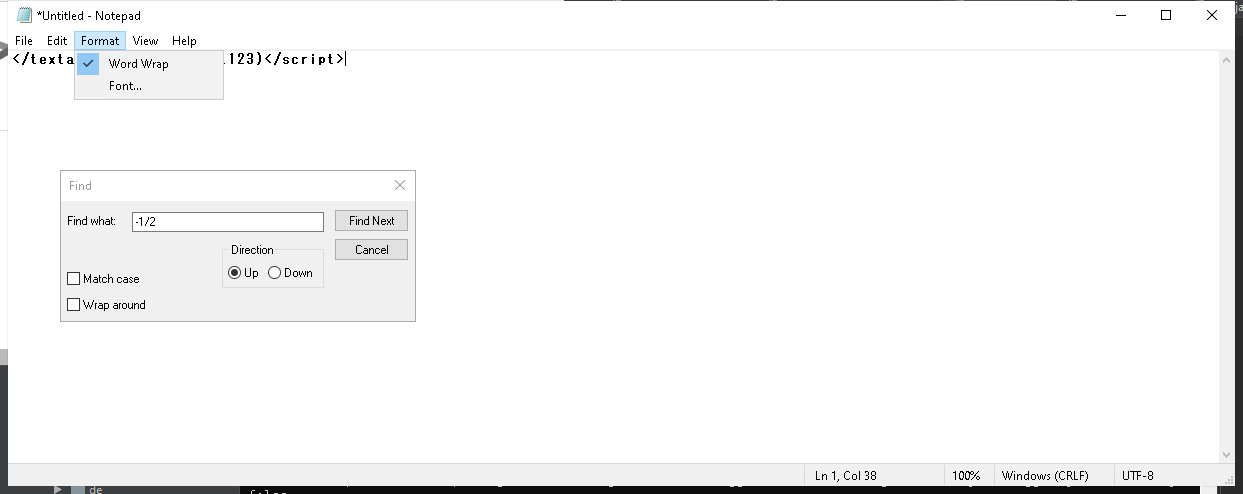 *Untitled - Notepad
File Edit Format View Help
</texta 123)</script>
Word Wrap
Font...
Find
Find what: -1/2 Find Next
Direction Cancel
Up Down
Match case
Wrap around
Ln 1, Col 38 100% Windows (CRLF) UTF-8
de